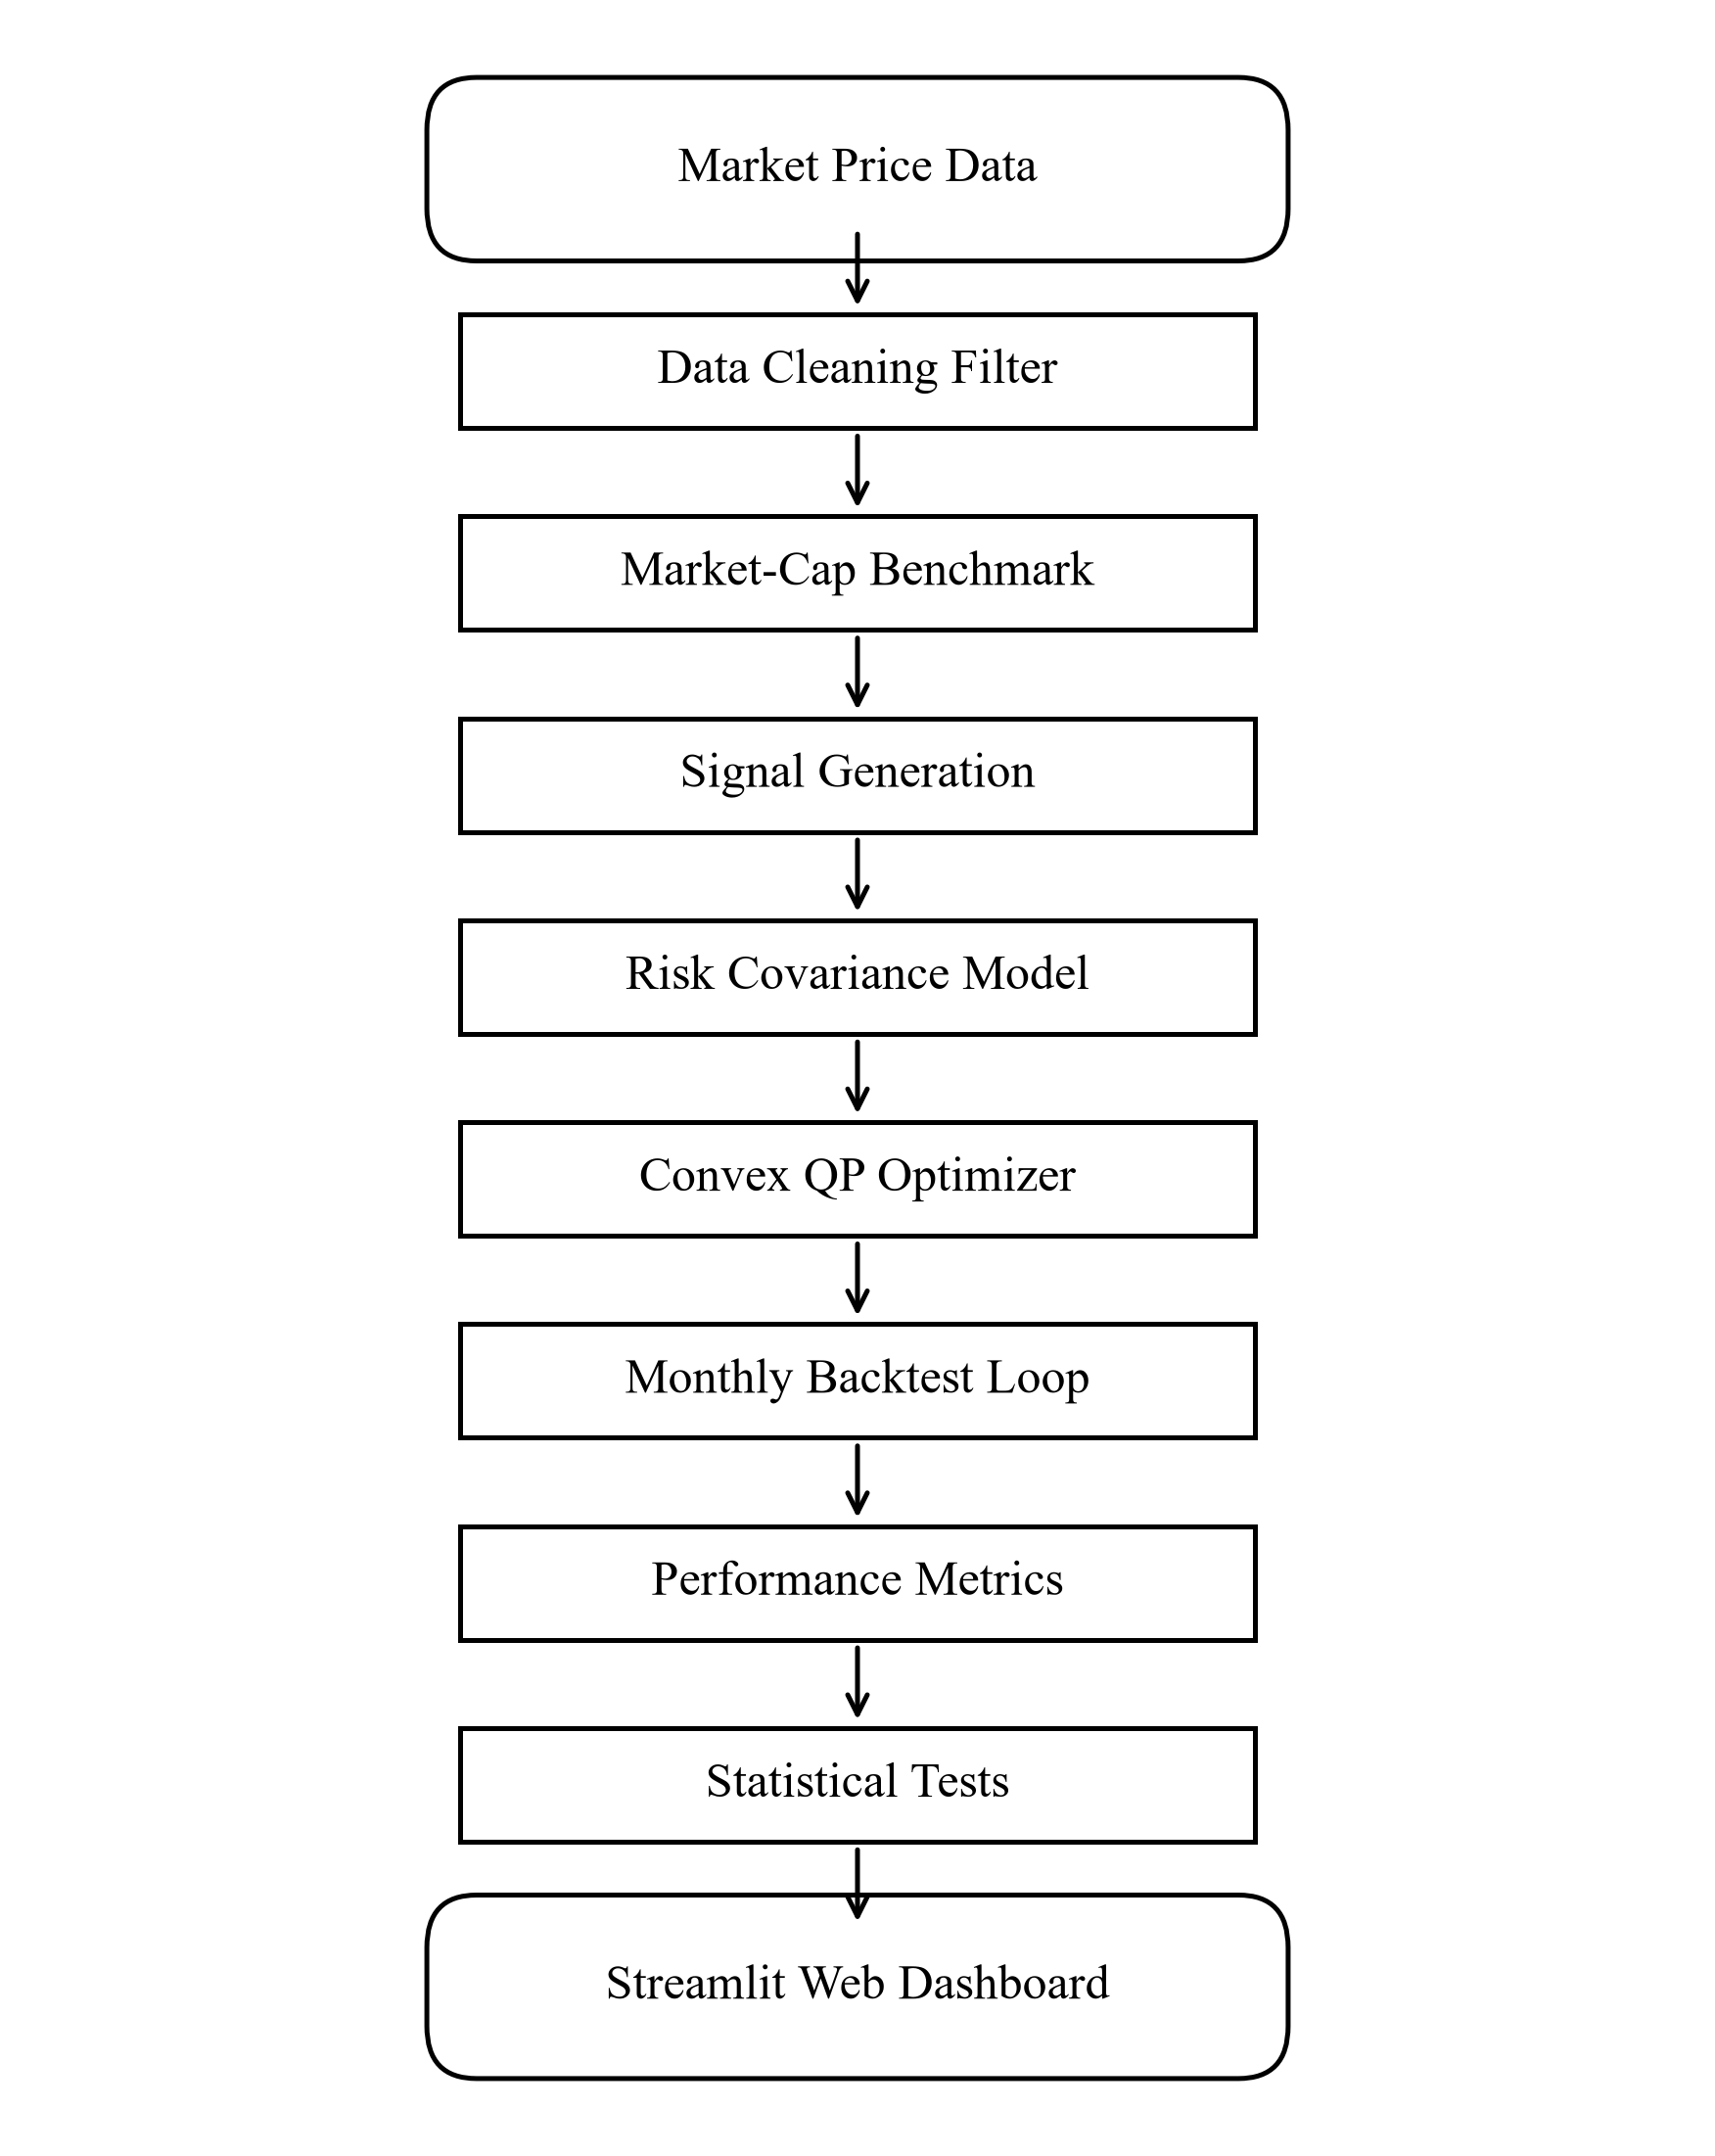 Market Price Data
Data Cleaning Filter
Market-Cap Benchmark
Signal Generation
Risk Covariance Model
Convex QP Optimizer
Monthly Backtest Loop
Performance Metrics
Statistical Tests
Streamlit Web Dashboard